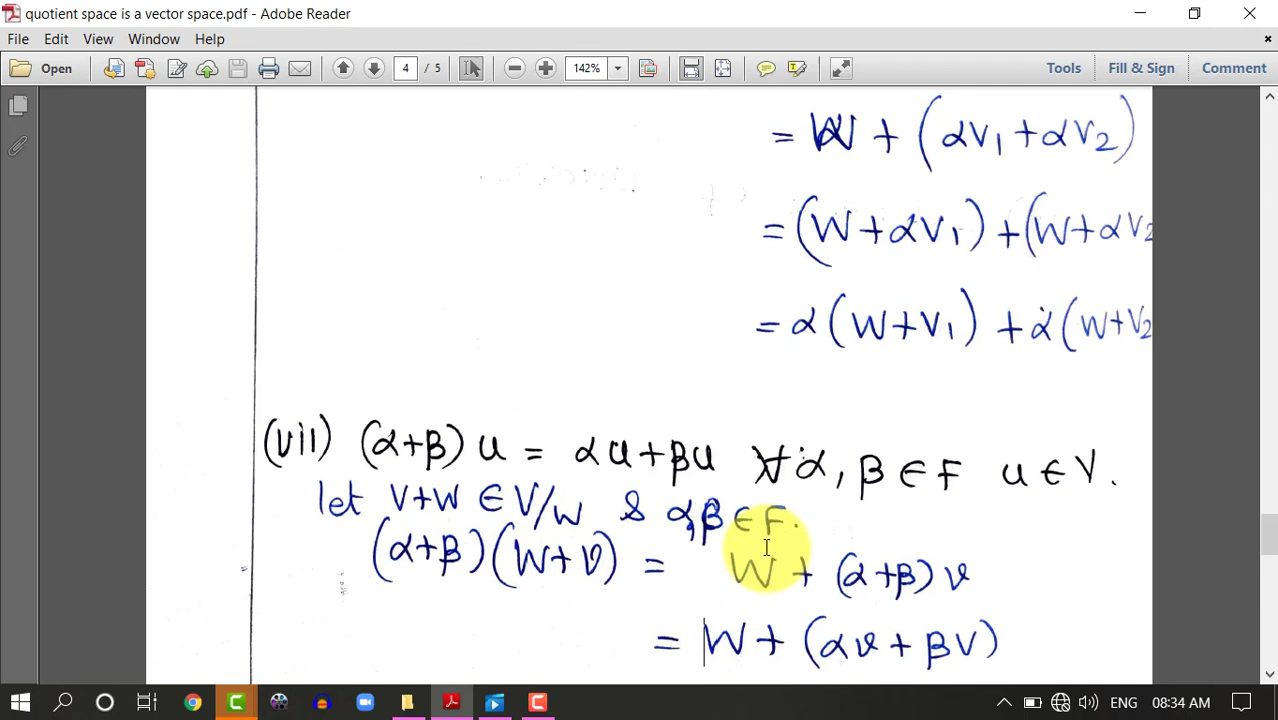 quotient space is a vector space.pdf - Adobe Reader
File Edit View Window Help
Open 4 / 5 142% Tools Fill & Sign Comment
= W + (αv₁ + αv₂)
= (W + αv₁) + (W + αv₂
= α(W + v₁) + α(W + v₂
(vii) (α+β) u = αu + βu ∀ α, β ∈ F u ∈ V.
let V+W ∈ V/W & α,β ∈ F.
(α+β)(W+v) = W + (α+β) v
= W + (αv + βv)
ENG 08:34 AM